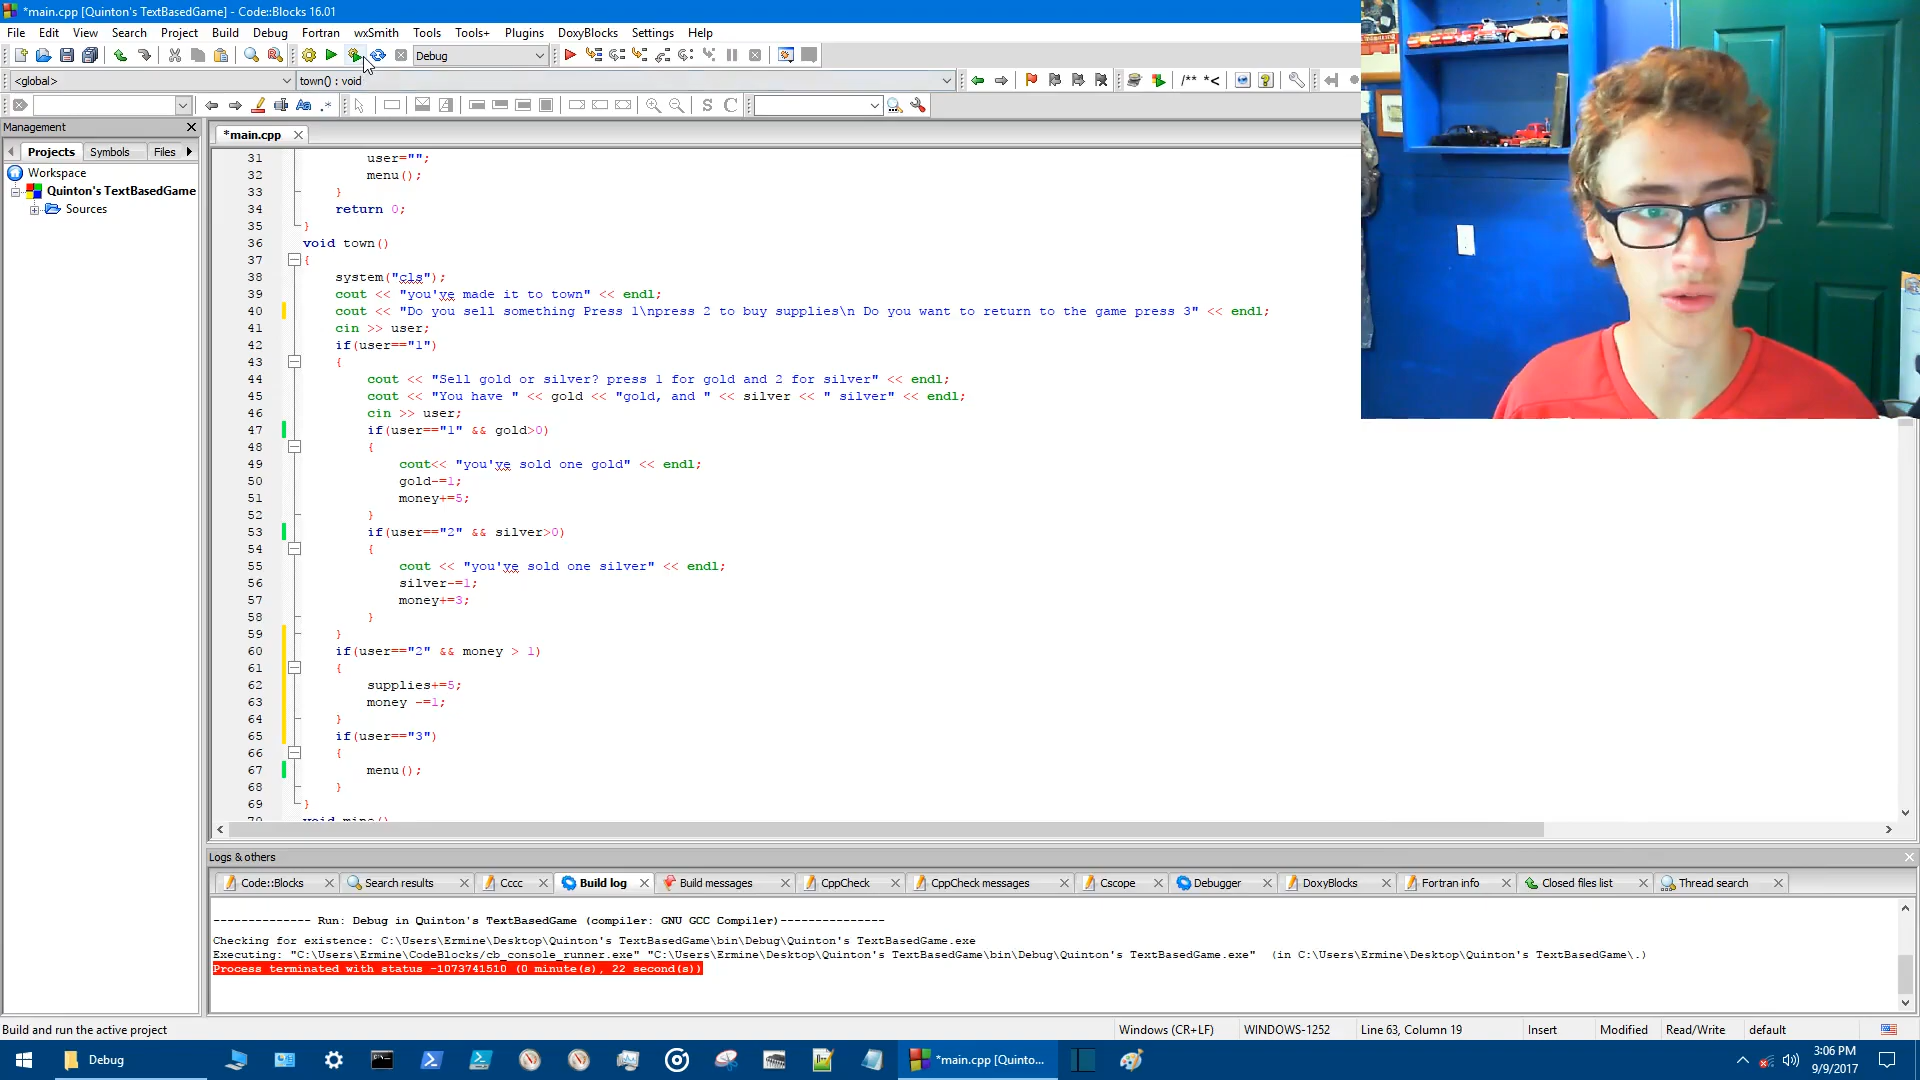 *main.cpp [Quinton's TextBasedGame] - Code::Blocks 16.01
File Edit View Search Project Build Debug Fortran wxSmith Tools Tools+ Plugins DoxyBlocks Settings Help
Debug
<global> town() : void
/** *<
Aa .* S C
Management
*main.cpp
Projects Symbols Files
Workspace
Quinton's TextBasedGame
Sources
31 user="";
32 menu();
33 }
34 return 0;
35 }
36 void town()
37 {
38 system("cls");
39 cout << "you've made it to town" << endl;
40 cout << "Do you sell something Press 1\npress 2 to buy supplies\n Do you want to return to the game press 3" << endl;
41 cin >> user;
42 if(user=="1")
43 {
44 cout << "Sell gold or silver? press 1 for gold and 2 for silver" << endl;
45 cout << "You have " << gold << "gold, and " << silver << " silver" << endl;
46 cin >> user;
47 if(user=="1" && gold>0)
48 {
49 cout<< "you've sold one gold" << endl;
50 gold-=1;
51 money+=5;
52 }
53 if(user=="2" && silver>0)
54 {
55 cout << "you've sold one silver" << endl;
56 silver-=1;
57 money+=3;
58 }
59 }
60 if(user=="2" && money > 1)
61 {
62 supplies+=5;
63 money -=1;
64 }
65 if(user=="3")
66 {
67 menu();
68 }
69 }
70 void mine()
Logs & others
Code::Blocks Search results Cccc Build log Build messages CppCheck CppCheck messages Cscope Debugger DoxyBlocks Fortran info Closed files list Thread search
-------------- Run: Debug in Quinton's TextBasedGame (compiler: GNU GCC Compiler)---------------
Checking for existence: C:\Users\Ermine\Desktop\Quinton's TextBasedGame\bin\Debug\Quinton's TextBasedGame.exe
Executing: "C:\Users\Ermine\CodeBlocks/cb_console_runner.exe" "C:\Users\Ermine\Desktop\Quinton's TextBasedGame\bin\Debug\Quinton's TextBasedGame.exe" (in C:\Users\Ermine\Desktop\Quinton's TextBasedGame\.)
Process terminated with status -1073741510 (0 minute(s), 22 second(s))
Build and run the active project Windows (CR+LF) WINDOWS-1252 Line 63, Column 19 Insert Modified Read/Write default
Debug *main.cpp [Quinto... 3:06 PM
9/9/2017